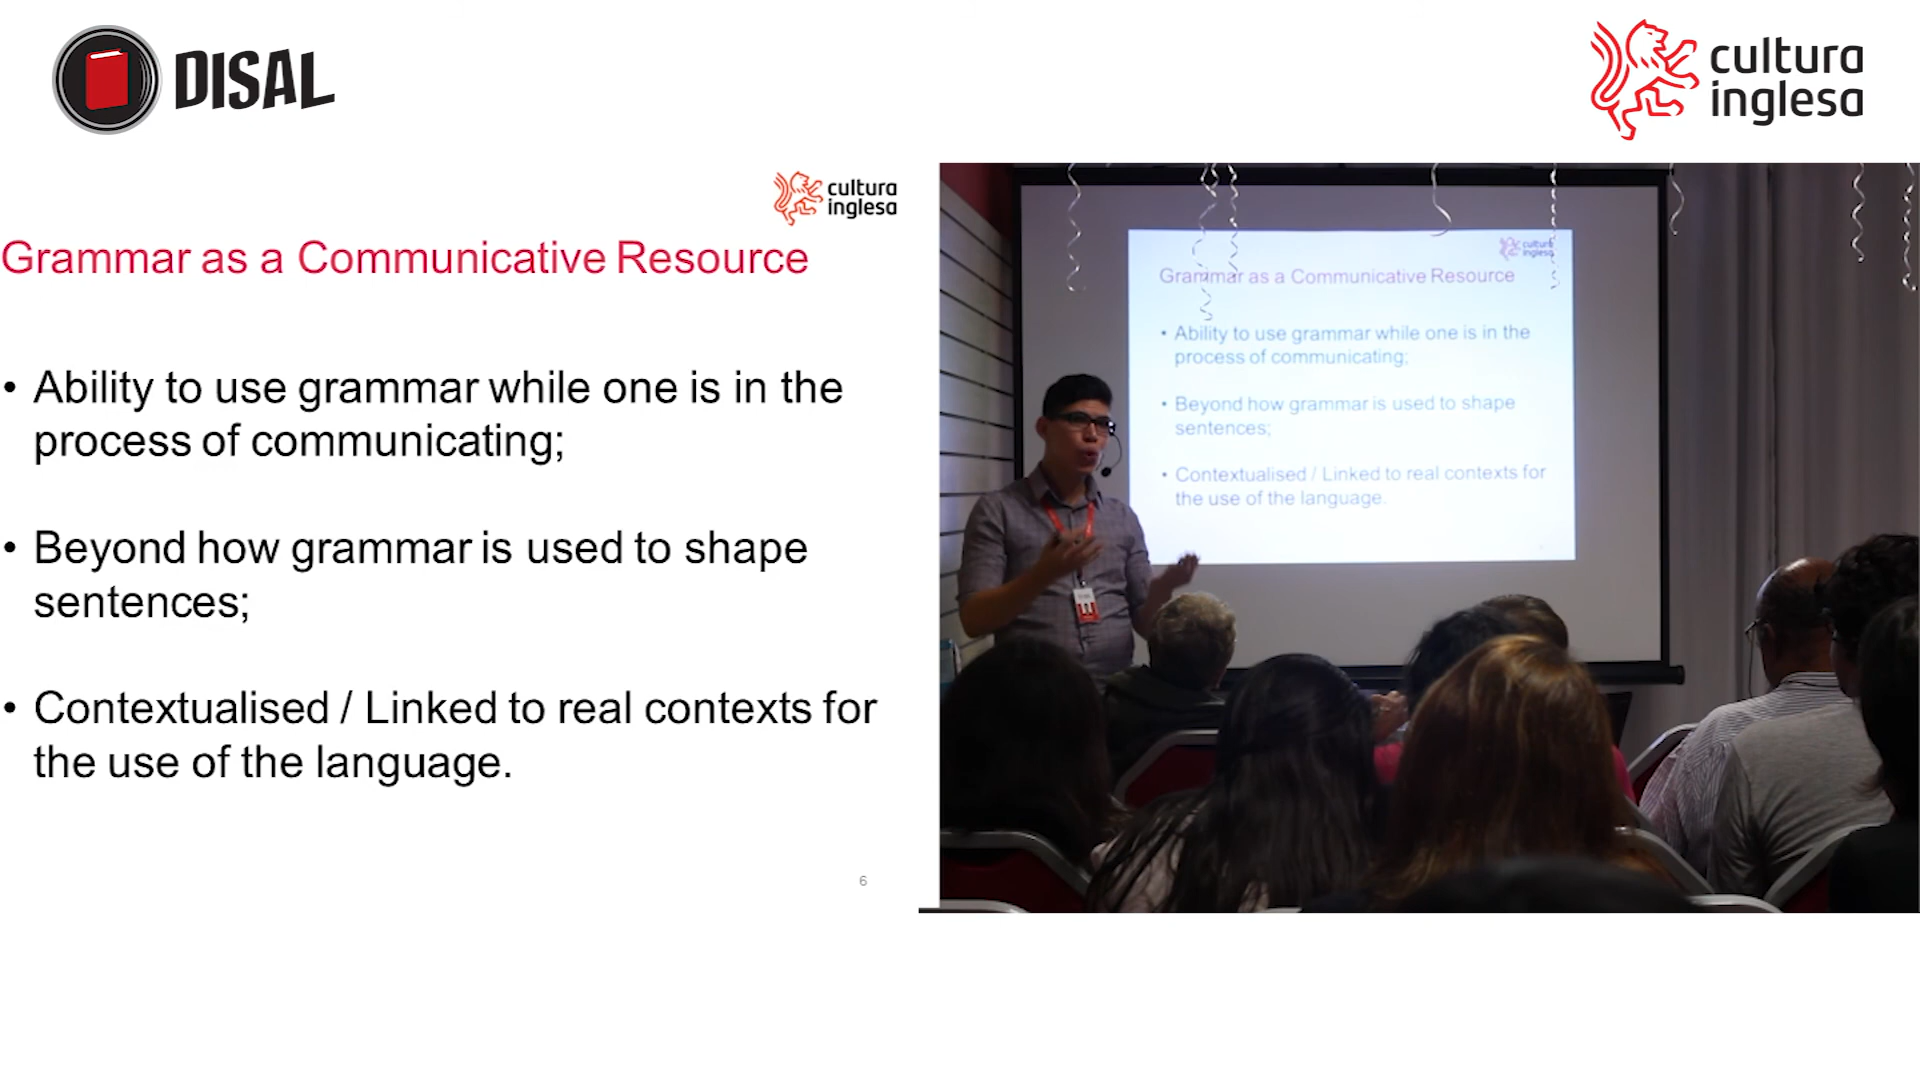 DISAL
cultura
inglesa
cultura
inglesa
Grammar as a Communicative Resource
• Ability to use grammar while one is in the
process of communicating;
• Beyond how grammar is used to shape
sentences;
• Contextualised / Linked to real contexts for
the use of the language.
6
cultura
inglesa
Grammar as a Communicative Resource
• Ability to use grammar while one is in the
process of communicating;
• Beyond how grammar is used to shape
sentences;
• Contextualised / Linked to real contexts for
the use of the language.